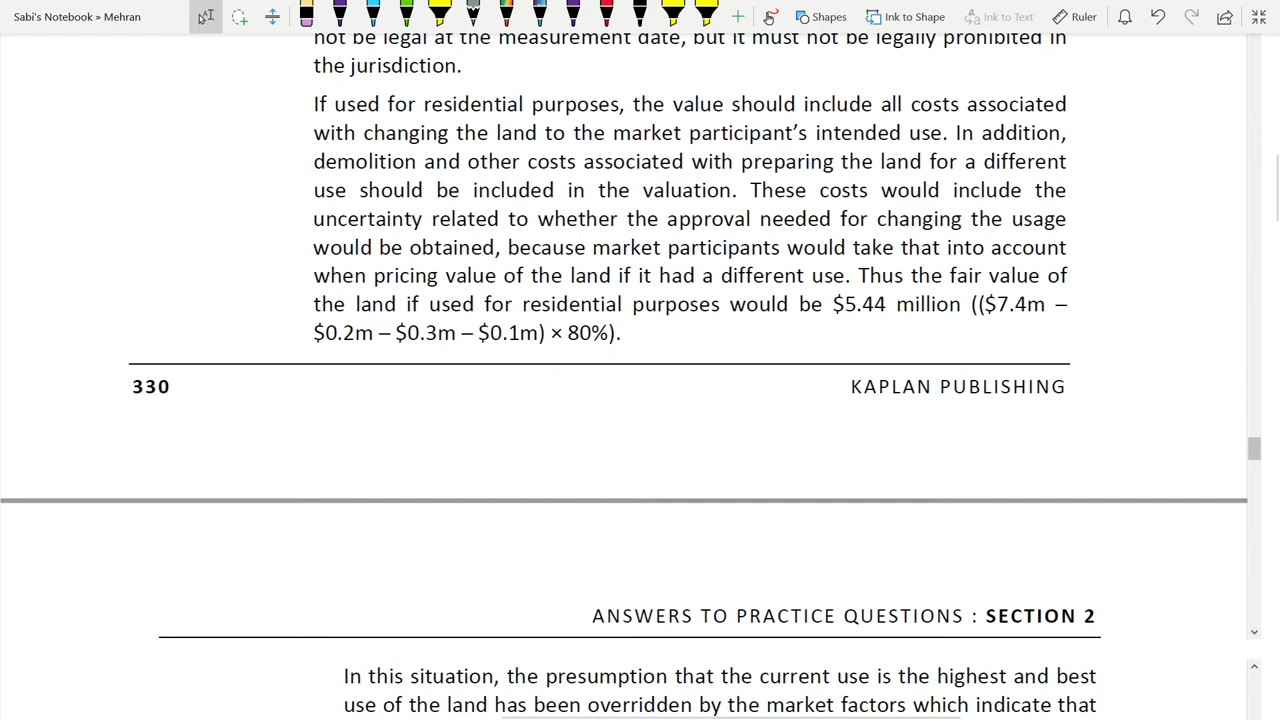 Sabi's Notebook » Mehran
Shapes
Ink to Shape
Ink to Text
Ruler
not be legal at the measurement date, but it must not be legally prohibited in
the jurisdiction.
If used for residential purposes, the value should include all costs associated
with changing the land to the market participant's intended use. In addition,
demolition and other costs associated with preparing the land for a different
use should be included in the valuation. These costs would include the
uncertainty related to whether the approval needed for changing the usage
would be obtained, because market participants would take that into account
when pricing value of the land if it had a different use. Thus the fair value of
the land if used for residential purposes would be $5.44 million (($7.4m –
$0.2m – $0.3m – $0.1m) × 80%).
330
KAPLAN PUBLISHING
ANSWERS TO PRACTICE QUESTIONS : SECTION 2
In this situation, the presumption that the current use is the highest and best
use of the land has been overridden by the market factors which indicate that